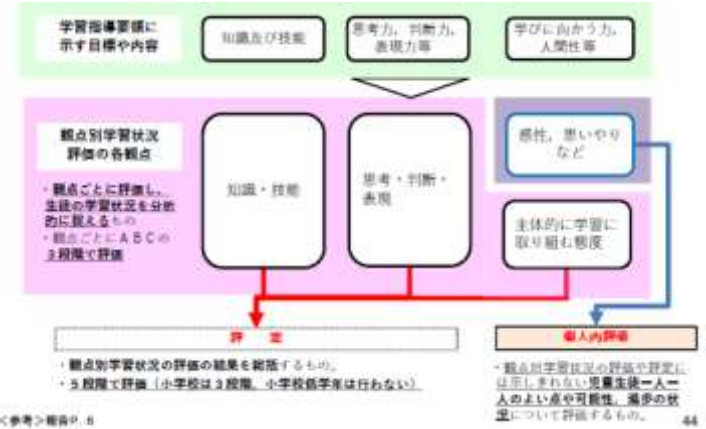 学習指導要領に
示す目標や内容
知識及び技能
思考力，判断力，
表現力等
学びに向かう力，
人間性等
観点別学習状況
評価の各観点
・観点ごとに評価し、
生徒の学習状況を分析
的に捉えるもの
・観点ごとにＡＢＣの
３段階で評価
知識・技能
思考・判断・
表現
感性，思いやり
など
主体的に学習に
取り組む態度
評　定
・観点別学習状況の評価の結果を総括するもの。
・５段階で評価（小学校は３段階、小学校低学年は行わない）
個人内評価
・観点別学習状況の評価や評定に
は示しきれない児童生徒一人一
人のよい点や可能性、進歩の状
況について評価するもの。
＜参考＞報告P．6
44